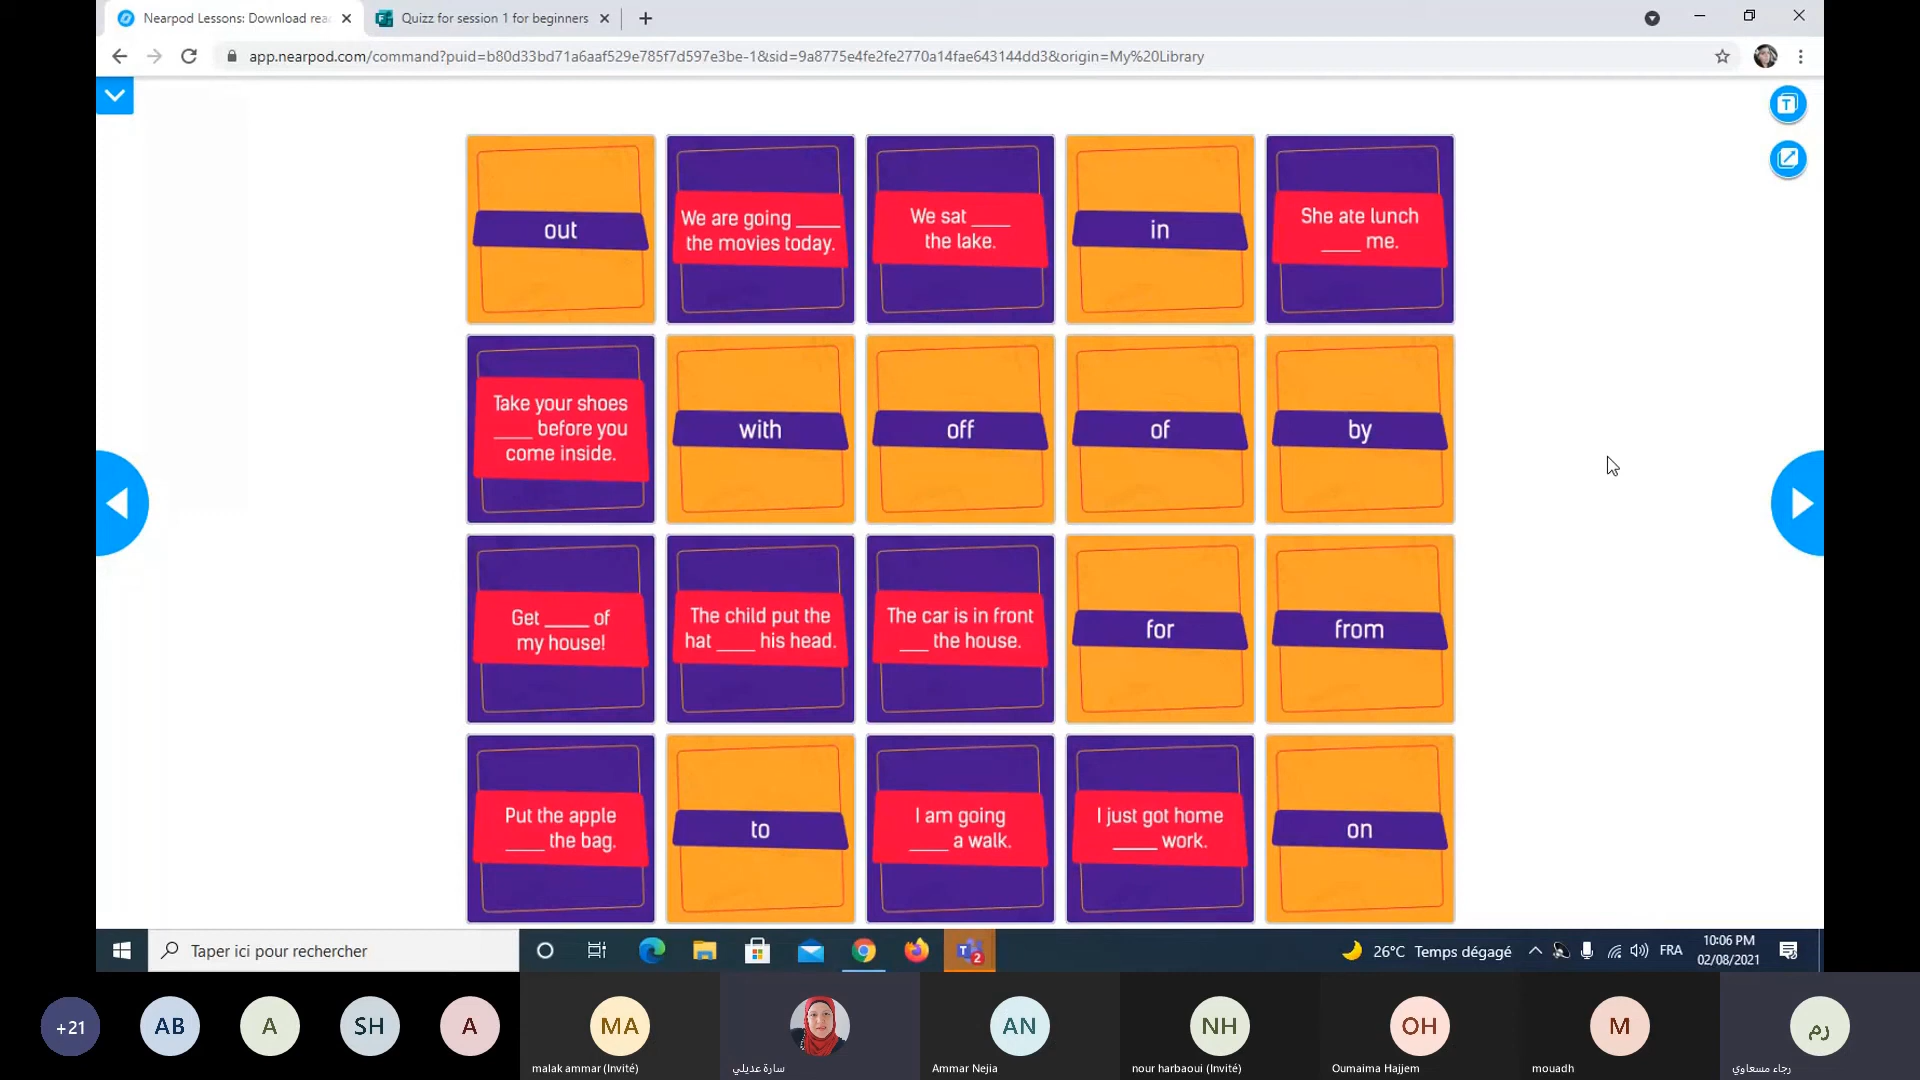 Nearpod Lessons: Download rea
Quizz for session 1 for beginners
app.nearpod.com/command?puid=b80d33bd71a6aaf529e785f7d597e3be-1&sid=9a8775e4fe2fe2770a14fae643144dd3&origin=My%20Library
T
out
We are going ____
the movies today.
We sat ____
the lake.
in
She ate lunch
____ me.
Take your shoes
____ before you
come inside.
with
off
of
by
Get ____ of
my house!
The child put the
hat ____ his head.
The car is in front
___ the house.
for
from
Put the apple
____ the bag.
to
I am going
____ a walk.
I just got home
____ work.
on
Taper ici pour rechercher
2
26°C Temps dégagé
FRA
10:06 PM
02/08/2021
+21
AB
A
SH
A
MA
malak ammar (Invité)
سارة عديلي
AN
Ammar Nejia
NH
nour harbaoui (Invité)
OH
Oumaima Hajjem
M
mouadh
رم
رجاء مسعاوي